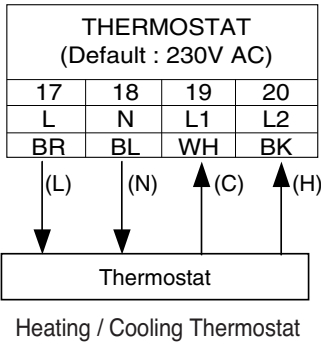 THERMOSTAT
(Default : 230V AC)
17 18 19 20
L N L1 L2
BR BL WH BK
(L) (N) (C) (H)
Thermostat
Heating / Cooling Thermostat